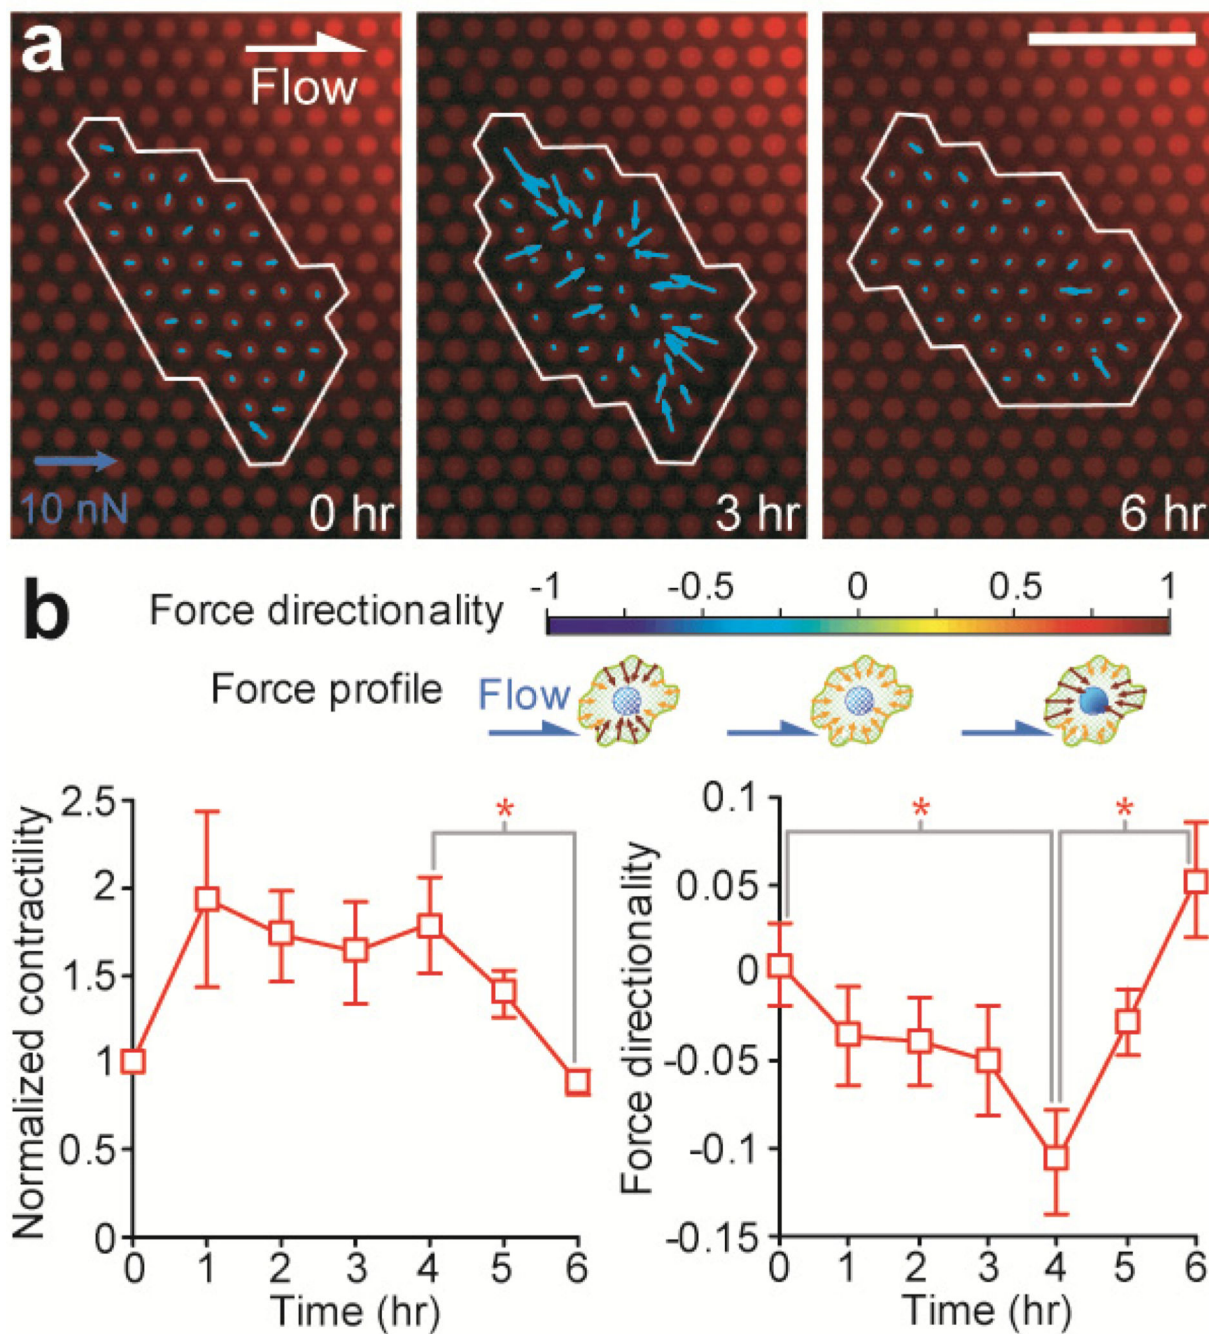 a
Flow
10 nN
0 hr
3 hr
6 hr
b
Force directionality
-1 -0.5 0 0.5 1
Force profile
Flow
Normalized contractility
2.5
2
1.5
1
0.5
0
*
0 1 2 3 4 5 6
Time (hr)
Force directionality
0.1
0.05
0
-0.05
-0.1
-0.15
* *
0 1 2 3 4 5 6
Time (hr)